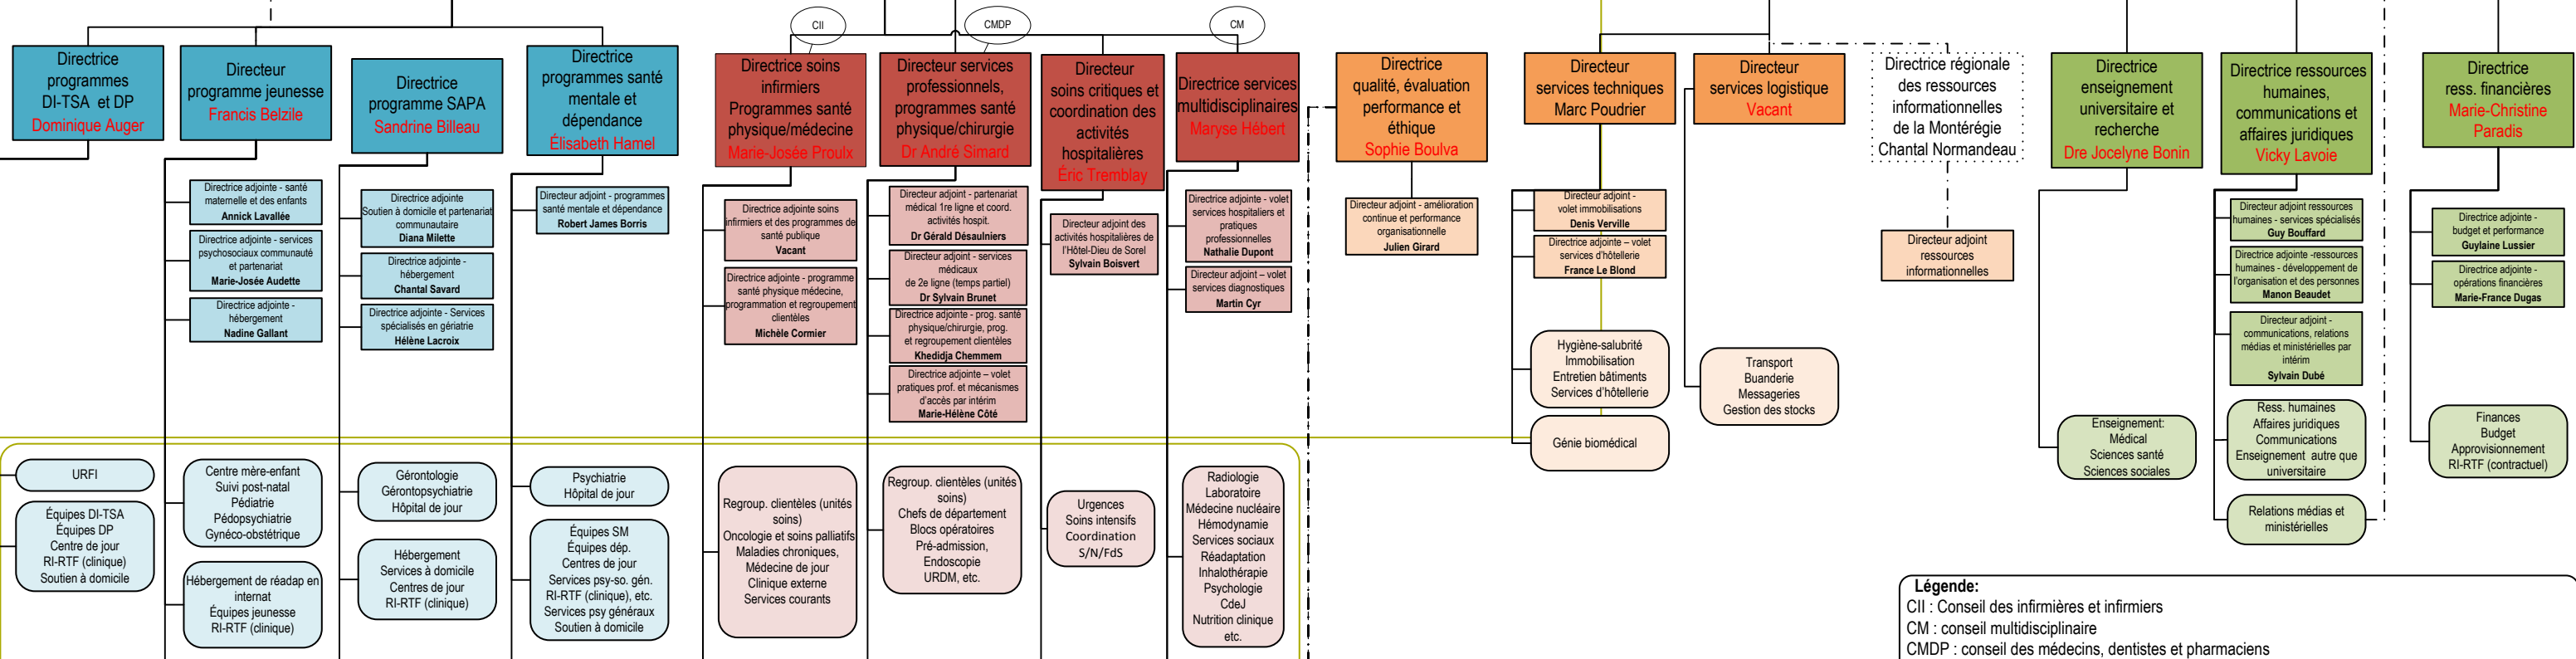 CII
CMDP
CM
Directrice
programmes
DI-TSA et DP
Dominique Auger
Directeur
programme jeunesse
Francis Belzile
Directrice
programme SAPA
Sandrine Billeau
Directrice
programmes santé
mentale et
dépendance
Élisabeth Hamel
Directrice soins
infirmiers
Programmes santé
physique/médecine
Marie-Josée Proulx
Directeur services
professionnels,
programmes santé
physique/chirurgie
Dr André Simard
Directeur
soins critiques et
coordination des
activités
hospitalières
Éric Tremblay
Directrice services
multidisciplinaires
Maryse Hébert
Directrice
qualité, évaluation
performance et
éthique
Sophie Boulva
Directeur
services techniques
Marc Poudrier
Directeur
services logistique
Vacant
Directrice régionale
des ressources
informationnelles
de la Montérégie
Chantal Normandeau
Directrice
enseignement
universitaire et
recherche
Dre Jocelyne Bonin
Directrice ressources
humaines,
communications et
affaires juridiques
Vicky Lavoie
Directrice
ress. financières
Marie-Christine
Paradis
Directrice adjointe - santé
maternelle et des enfants
Annick Lavallée
Directrice adjointe - services
psychosociaux communauté
et partenariat
Marie-Josée Audette
Directrice adjointe -
hébergement
Nadine Gallant
Directrice adjointe
Soutien à domicile et partenariat
communautaire
Diana Milette
Directrice adjointe -
hébergement
Chantal Savard
Directrice adjointe - Services
spécialisés en gériatrie
Hélène Lacroix
Directeur adjoint - programmes
santé mentale et dépendance
Robert James Borris
Directrice adjointe soins
infirmiers et des programmes de
santé publique
Vacant
Directrice adjointe - programme
santé physique médecine,
programmation et regroupement
clientèles
Michèle Cormier
Directeur adjoint - partenariat
médical 1re ligne et coord.
activités hospit.
Dr Gérald Désaulniers
Directeur adjoint - services
médicaux
de 2e ligne (temps partiel)
Dr Sylvain Brunet
Directrice adjointe - prog. santé
physique/chirurgie, prog.
et regroupement clientèles
Khedidja Chemmem
Directrice adjointe – volet
pratiques prof. et mécanismes
d'accès par intérim
Marie-Hélène Côté
Directeur adjoint des
activités hospitalières de
l'Hôtel-Dieu de Sorel
Sylvain Boisvert
Directrice adjointe - volet
services hospitaliers et
pratiques
professionnelles
Nathalie Dupont
Directeur adjoint – volet
services diagnostiques
Martin Cyr
Directeur adjoint - amélioration
continue et performance
organisationnelle
Julien Girard
Directeur adjoint -
volet immobilisations
Denis Verville
Directrice adjointe – volet
services d'hôtellerie
France Le Blond
Directeur adjoint
ressources
informationnelles
Directeur adjoint ressources
humaines - services spécialisés
Guy Bouffard
Directrice adjointe -ressources
humaines - développement de
l'organisation et des personnes
Manon Beaudet
Directeur adjoint -
communications, relations
médias et ministérielles par
intérim
Sylvain Dubé
Directrice adjointe -
budget et performance
Guylaine Lussier
Directrice adjointe -
opérations financières
Marie-France Dugas
Hygiène-salubrité
Immobilisation
Entretien bâtiments
Services d'hôtellerie
Génie biomédical
Transport
Buanderie
Messageries
Gestion des stocks
Enseignement:
Médical
Sciences santé
Sciences sociales
Ress. humaines
Affaires juridiques
Communications
Enseignement autre que
universitaire
Relations médias et
ministérielles
Finances
Budget
Approvisionnement
RI-RTF (contractuel)
URFI
Équipes DI-TSA
Équipes DP
Centre de jour
RI-RTF (clinique)
Soutien à domicile
Centre mère-enfant
Suivi post-natal
Pédiatrie
Pédopsychiatrie
Gynéco-obstétrique
Hébergement de réadap en
internat
Équipes jeunesse
RI-RTF (clinique)
Gérontologie
Gérontopsychiatrie
Hôpital de jour
Hébergement
Services à domicile
Centres de jour
RI-RTF (clinique)
Psychiatrie
Hôpital de jour
Équipes SM
Équipes dép.
Centres de jour
Services psy-so. gén.
RI-RTF (clinique), etc.
Services psy généraux
Soutien à domicile
Regroup. clientèles (unités
soins)
Oncologie et soins palliatifs
Maladies chroniques,
Médecine de jour
Clinique externe
Services courants
Regroup. clientèles (unités
soins)
Chefs de département
Blocs opératoires
Pré-admission,
Endoscopie
URDM, etc.
Urgences
Soins intensifs
Coordination
S/N/FdS
Radiologie
Laboratoire
Médecine nucléaire
Hémodynamie
Services sociaux
Réadaptation
Inhalothérapie
Psychologie
CdeJ
Nutrition clinique
etc.
Légende:
CII : Conseil des infirmières et infirmiers
CM : conseil multidisciplinaire
CMDP : conseil des médecins, dentistes et pharmaciens